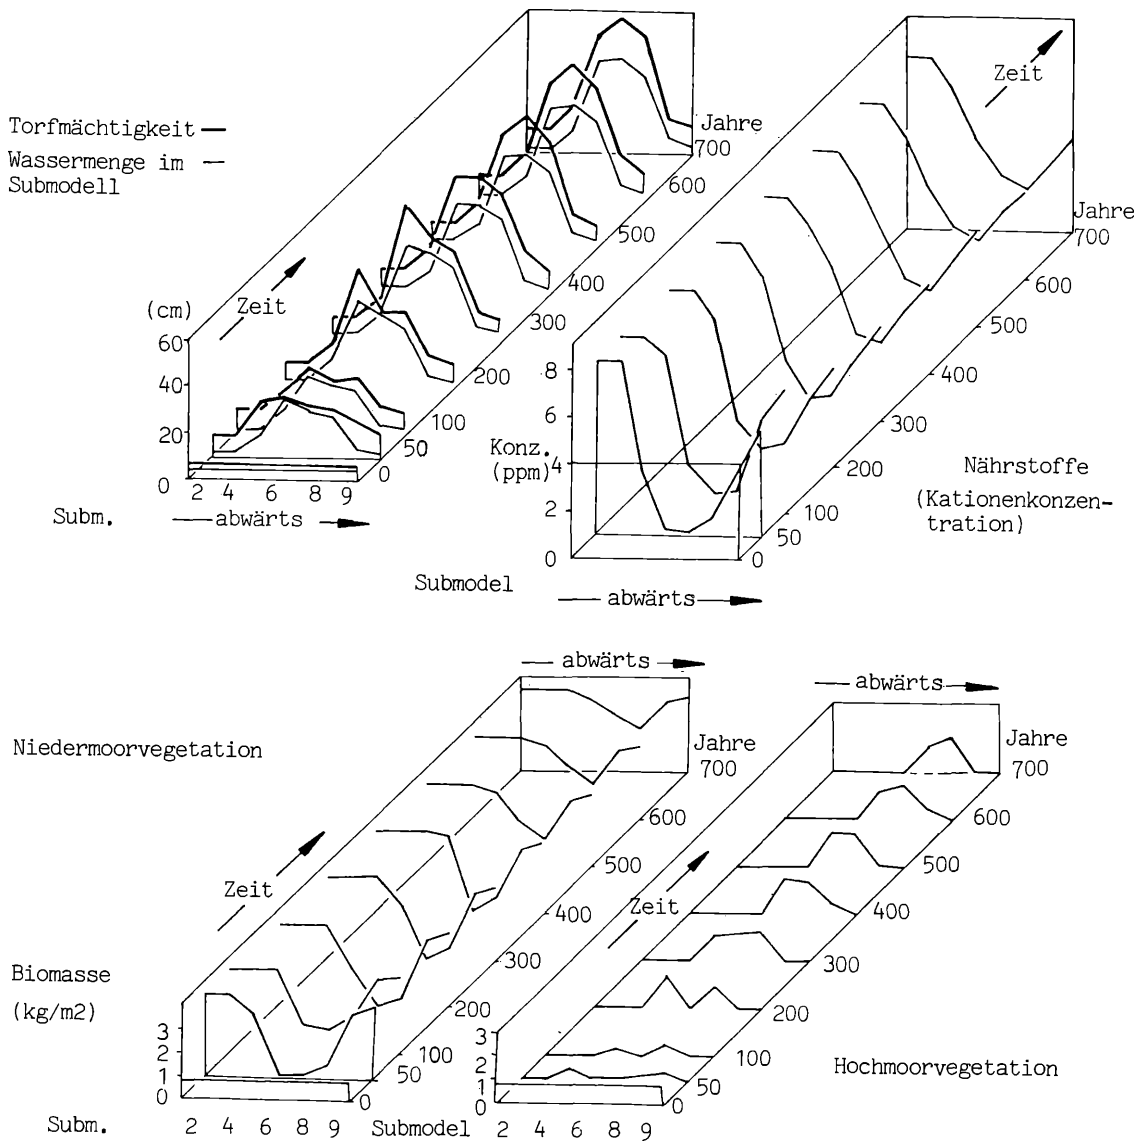 Torfmächtigkeit
Wassermenge im
Submodell
Zeit
(cm)
60
40
20
0
2 4 6 8 9
Subm.
abwärts
Jahre
700
600
500
400
300
200
100
50
0
Zeit
Jahre
700
600
500
400
300
200
100
50
0
Konz.
(ppm)
8
6
4
2
0
Nährstoffe
(Kationenkonzen-
tration)
Submodel
abwärts
Niedermoorvegetation
abwärts
Jahre
700
600
500
400
300
200
100
50
0
Zeit
Biomasse
(kg/m2)
3
2
1
0
Subm.
2 4 6 8 9
abwärts
Jahre
700
600
500
400
300
200
100
50
0
Zeit
3
2
1
0
Hochmoorvegetation
Submodel
2 4 6 8 9